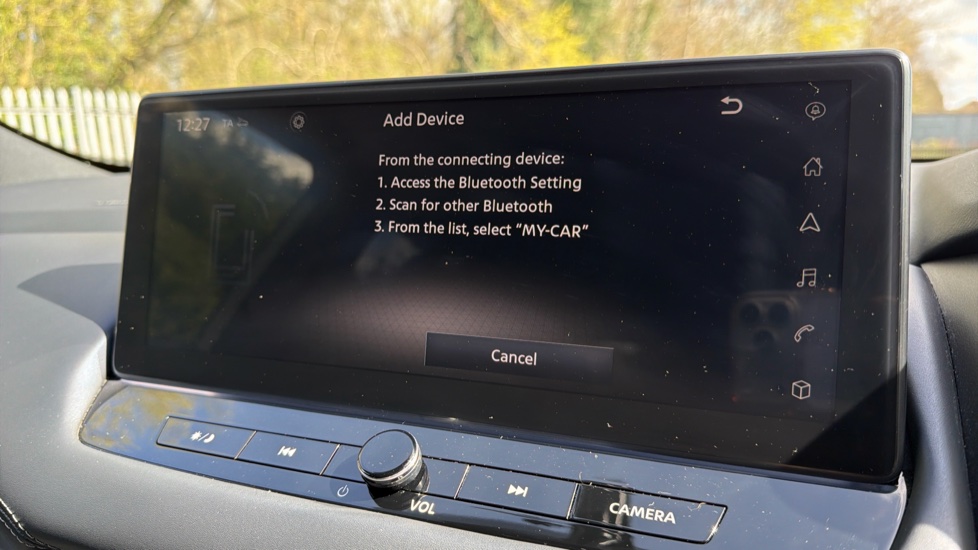 12:27 TA
Add Device
From the connecting device:
1. Access the Bluetooth Setting
2. Scan for other Bluetooth
3. From the list, select “MY-CAR”
Cancel
VOL
CAMERA